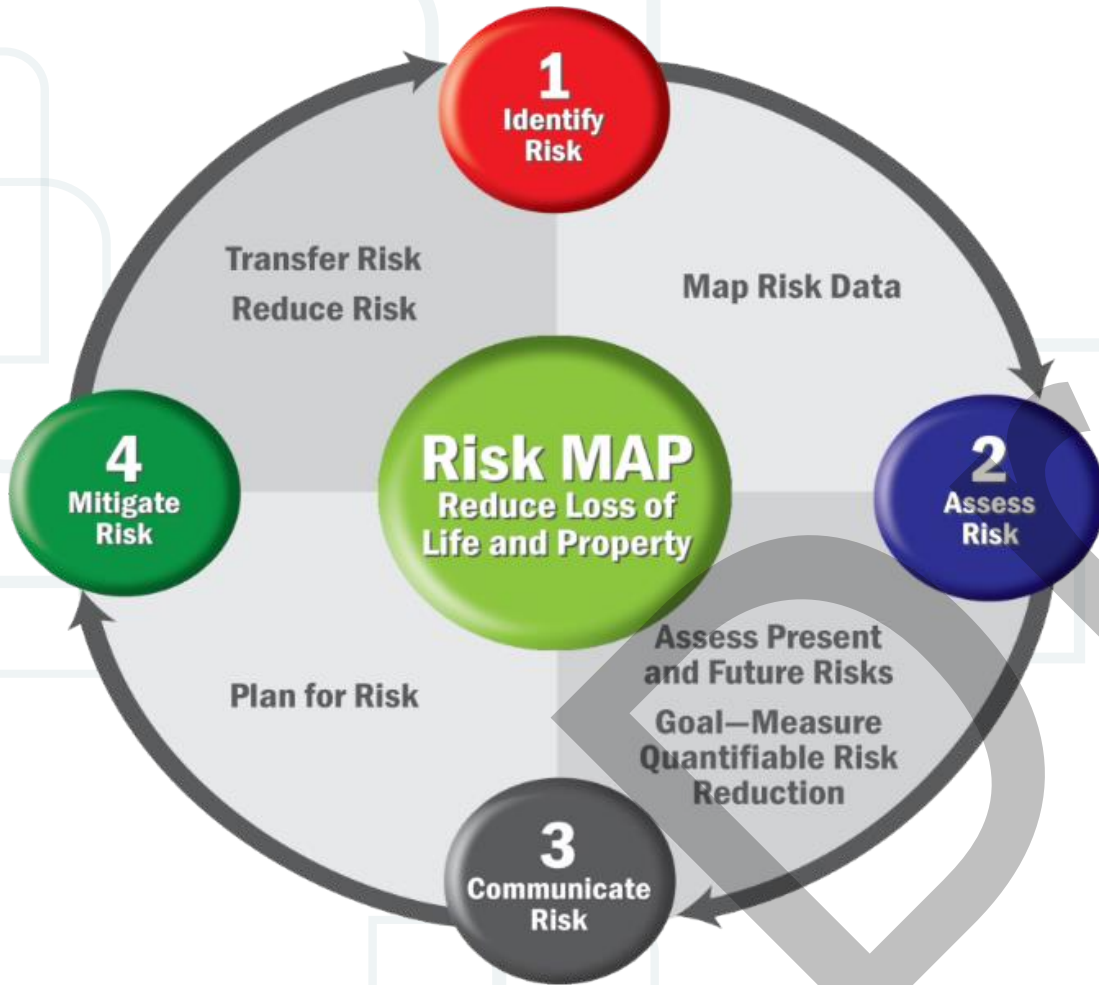 1
Identify
Risk
Transfer Risk
Reduce Risk
Map Risk Data
Risk MAP
Reduce Loss of
Life and Property
4
Mitigate
Risk
2
Assess
Risk
Assess Present
and Future Risks
Goal—Measure
Quantifiable Risk
Reduction
Plan for Risk
3
Communicate
Risk